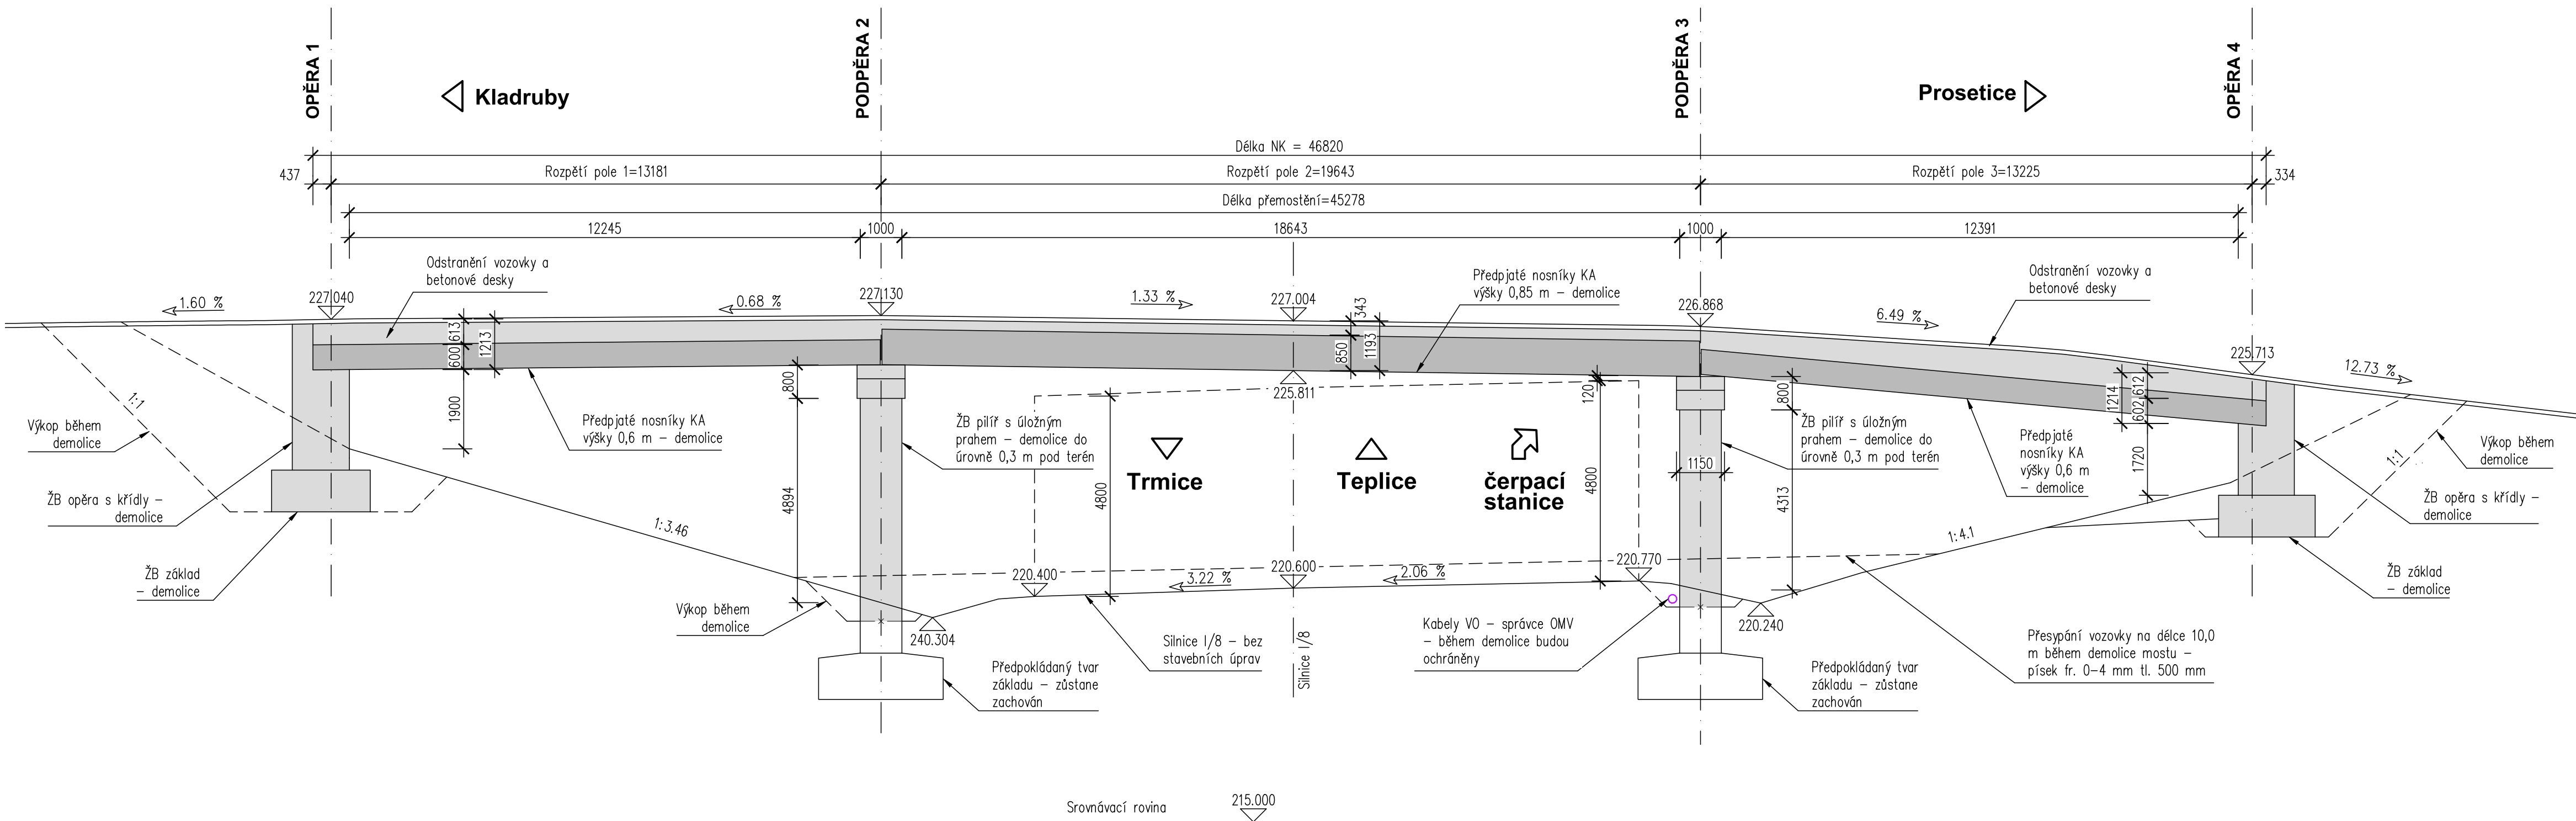 OPĚRA 1
PODPĚRA 2
PODPĚRA 3
OPĚRA 4
Kladruby
Prosetice
Délka NK = 46820
437
Rozpětí pole 1=13181
Rozpětí pole 2=19643
Rozpětí pole 3=13225
334
Délka přemostění=45278
12245
1000
18643
1000
12391
Odstranění vozovky a
betonové desky
Předpjaté nosníky KA
výšky 0,85 m – demolice
Odstranění vozovky a
betonové desky
1.60 %
227.040
0.68 %
227.130
1.33 %
227.004
343
226.868
6.49 %
225.713
12.73 %
613
600
1213
1900
850
1193
225.811
800
4894
120
4800
4800
800
4313
1150
1214
612
602
1720
1:1
Výkop během
demolice
Předpjaté nosníky KA
výšky 0,6 m – demolice
ŽB pilíř s úložným
prahem – demolice do
úrovně 0,3 m pod terén
Trmice
Teplice
čerpací
stanice
ŽB pilíř s úložným
prahem – demolice do
úrovně 0,3 m pod terén
Předpjaté
nosníky KA
výšky 0,6 m
– demolice
1:1
Výkop během
demolice
ŽB opěra s křídly –
demolice
ŽB opěra s křídly –
demolice
1:3.46
1:4.1
ŽB základ
– demolice
ŽB základ
– demolice
220.400
3.22 %
220.600
2.06 %
220.770
Výkop během
demolice
240.304
220.240
Silnice I/8 – bez
stavebních úprav
Silnice I/8
Kabely VO – správce OMV
– během demolice budou
ochráněny
Přesypání vozovky na délce 10,0
m během demolice mostu –
písek fr. 0–4 mm tl. 500 mm
Předpokládaný tvar
základu – zůstane
zachován
Předpokládaný tvar
základu – zůstane
zachován
Srovnávací rovina
215.000